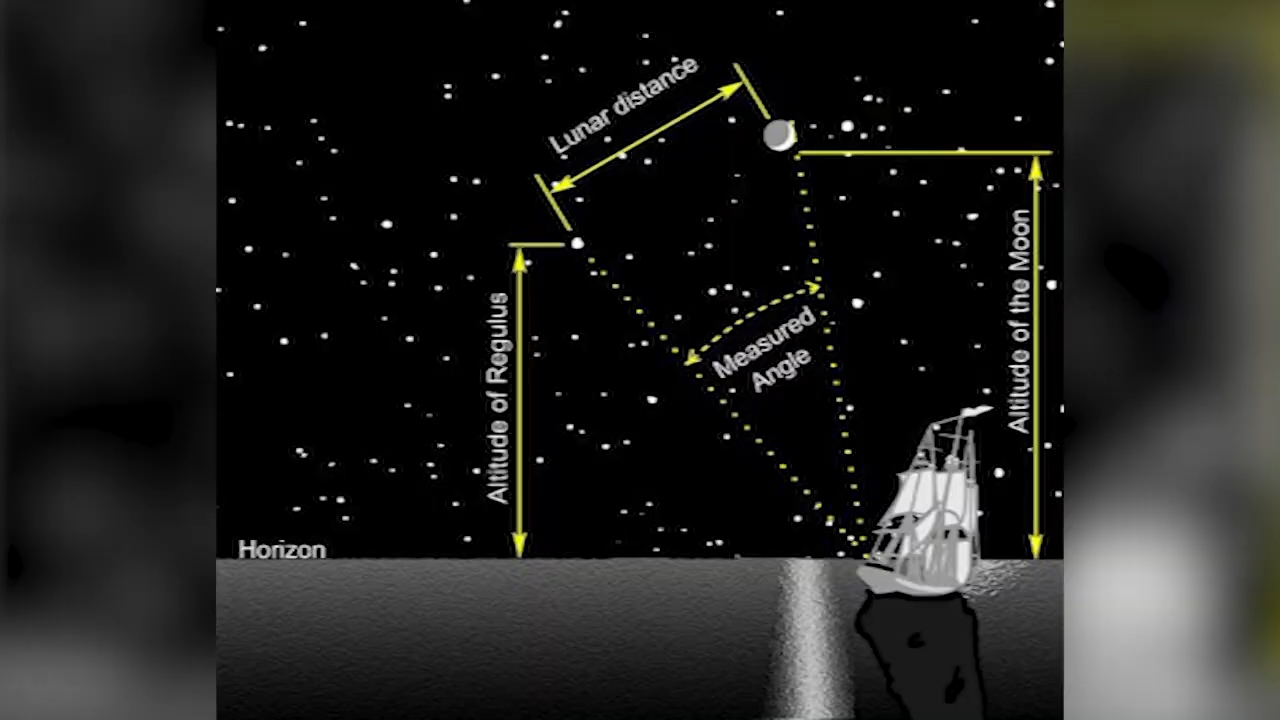 Lunar distance
Altitude of Regulus
Measured
Angle
Altitude of the Moon
Horizon